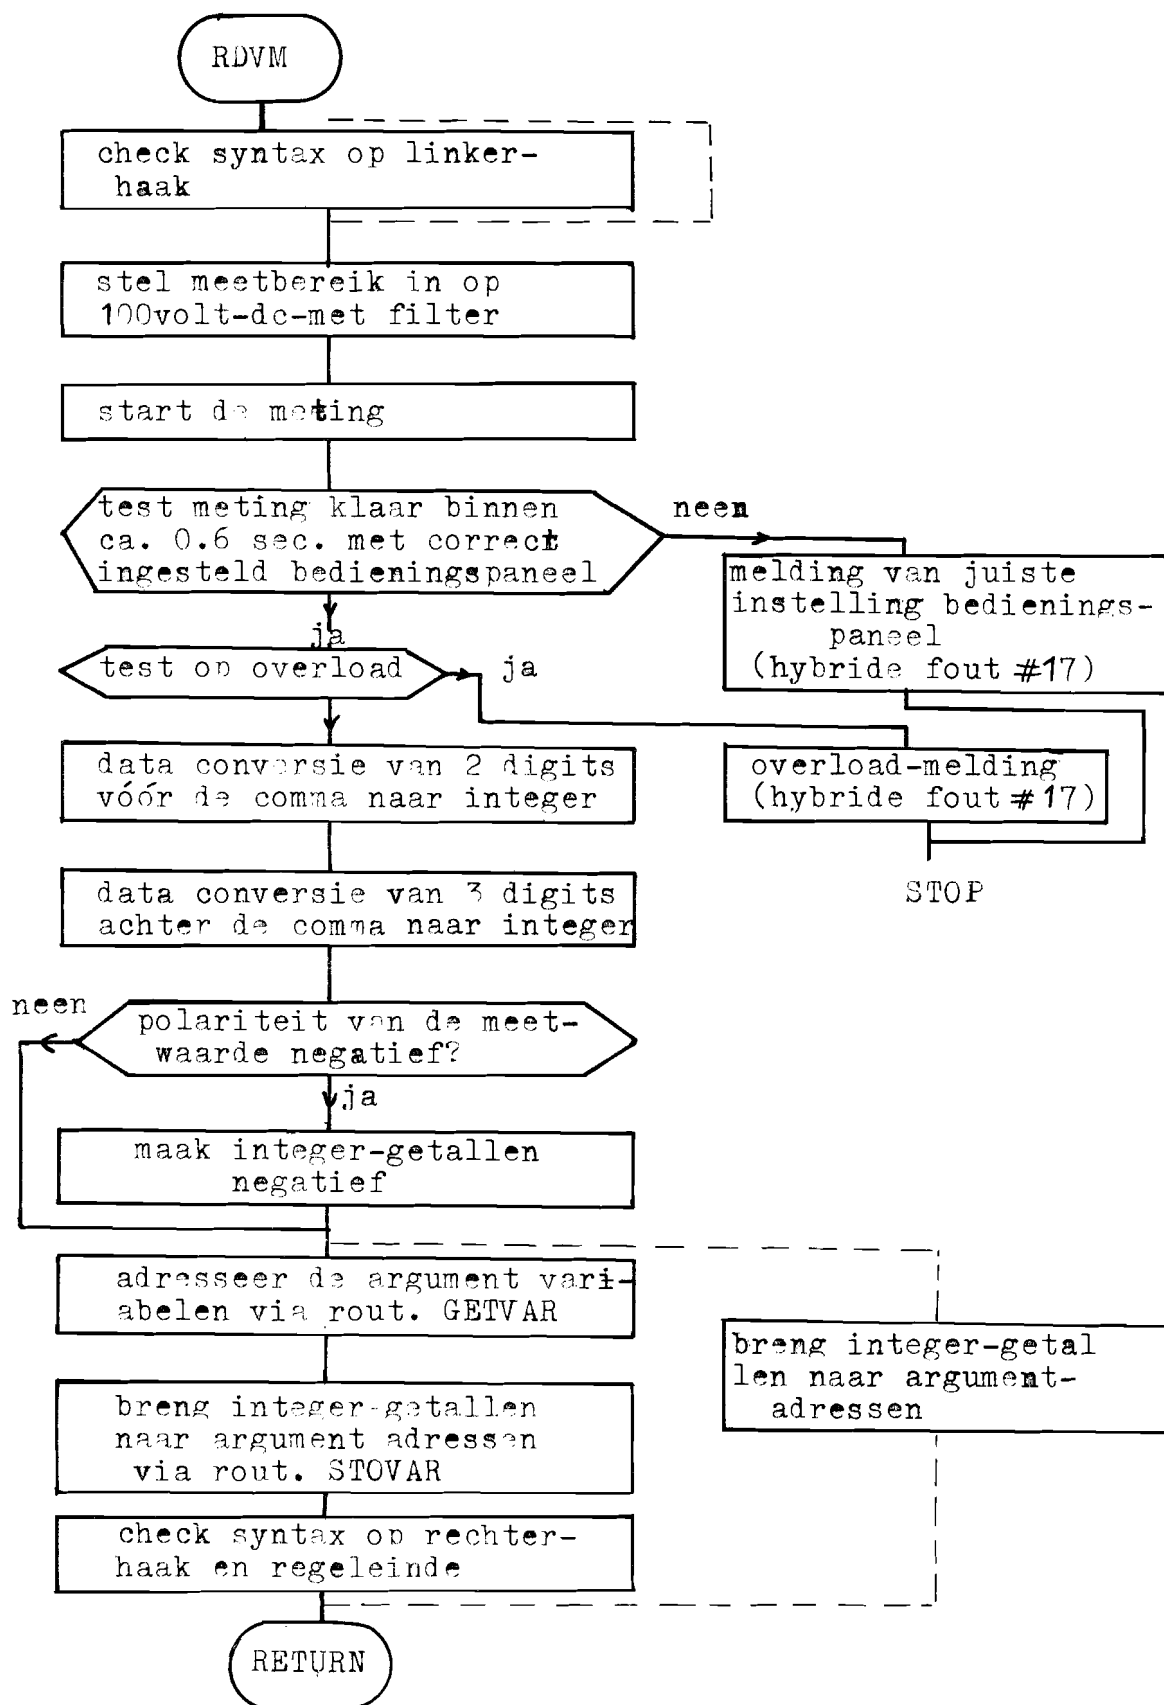 RDVM
check syntax op linker-
haak
stel meetbereik in op
100volt-dc-met filter
start de meting
test meting klaar binnen
ca. 0.6 sec. met correct
ingesteld bedieningspaneel
neen
melding van juiste
instelling bedienings-
paneel
(hybride fout #17)
ja
test op overload
ja
overload-melding
(hybride fout #17)
STOP
data conversie van 2 digits
vóór de comma naar integer
data conversie van 3 digits
achter de comma naar integer
neen
polariteit van de meet-
waarde negatief?
ja
maak integer-getallen
negatief
adresseer de argument vari-
abelen via rout. GETVAR
breng integer-getallen
naar argument adressen
via rout. STOVAR
breng integer-getal
len naar argument-
adressen
check syntax op rechter-
haak en regeleinde
RETURN